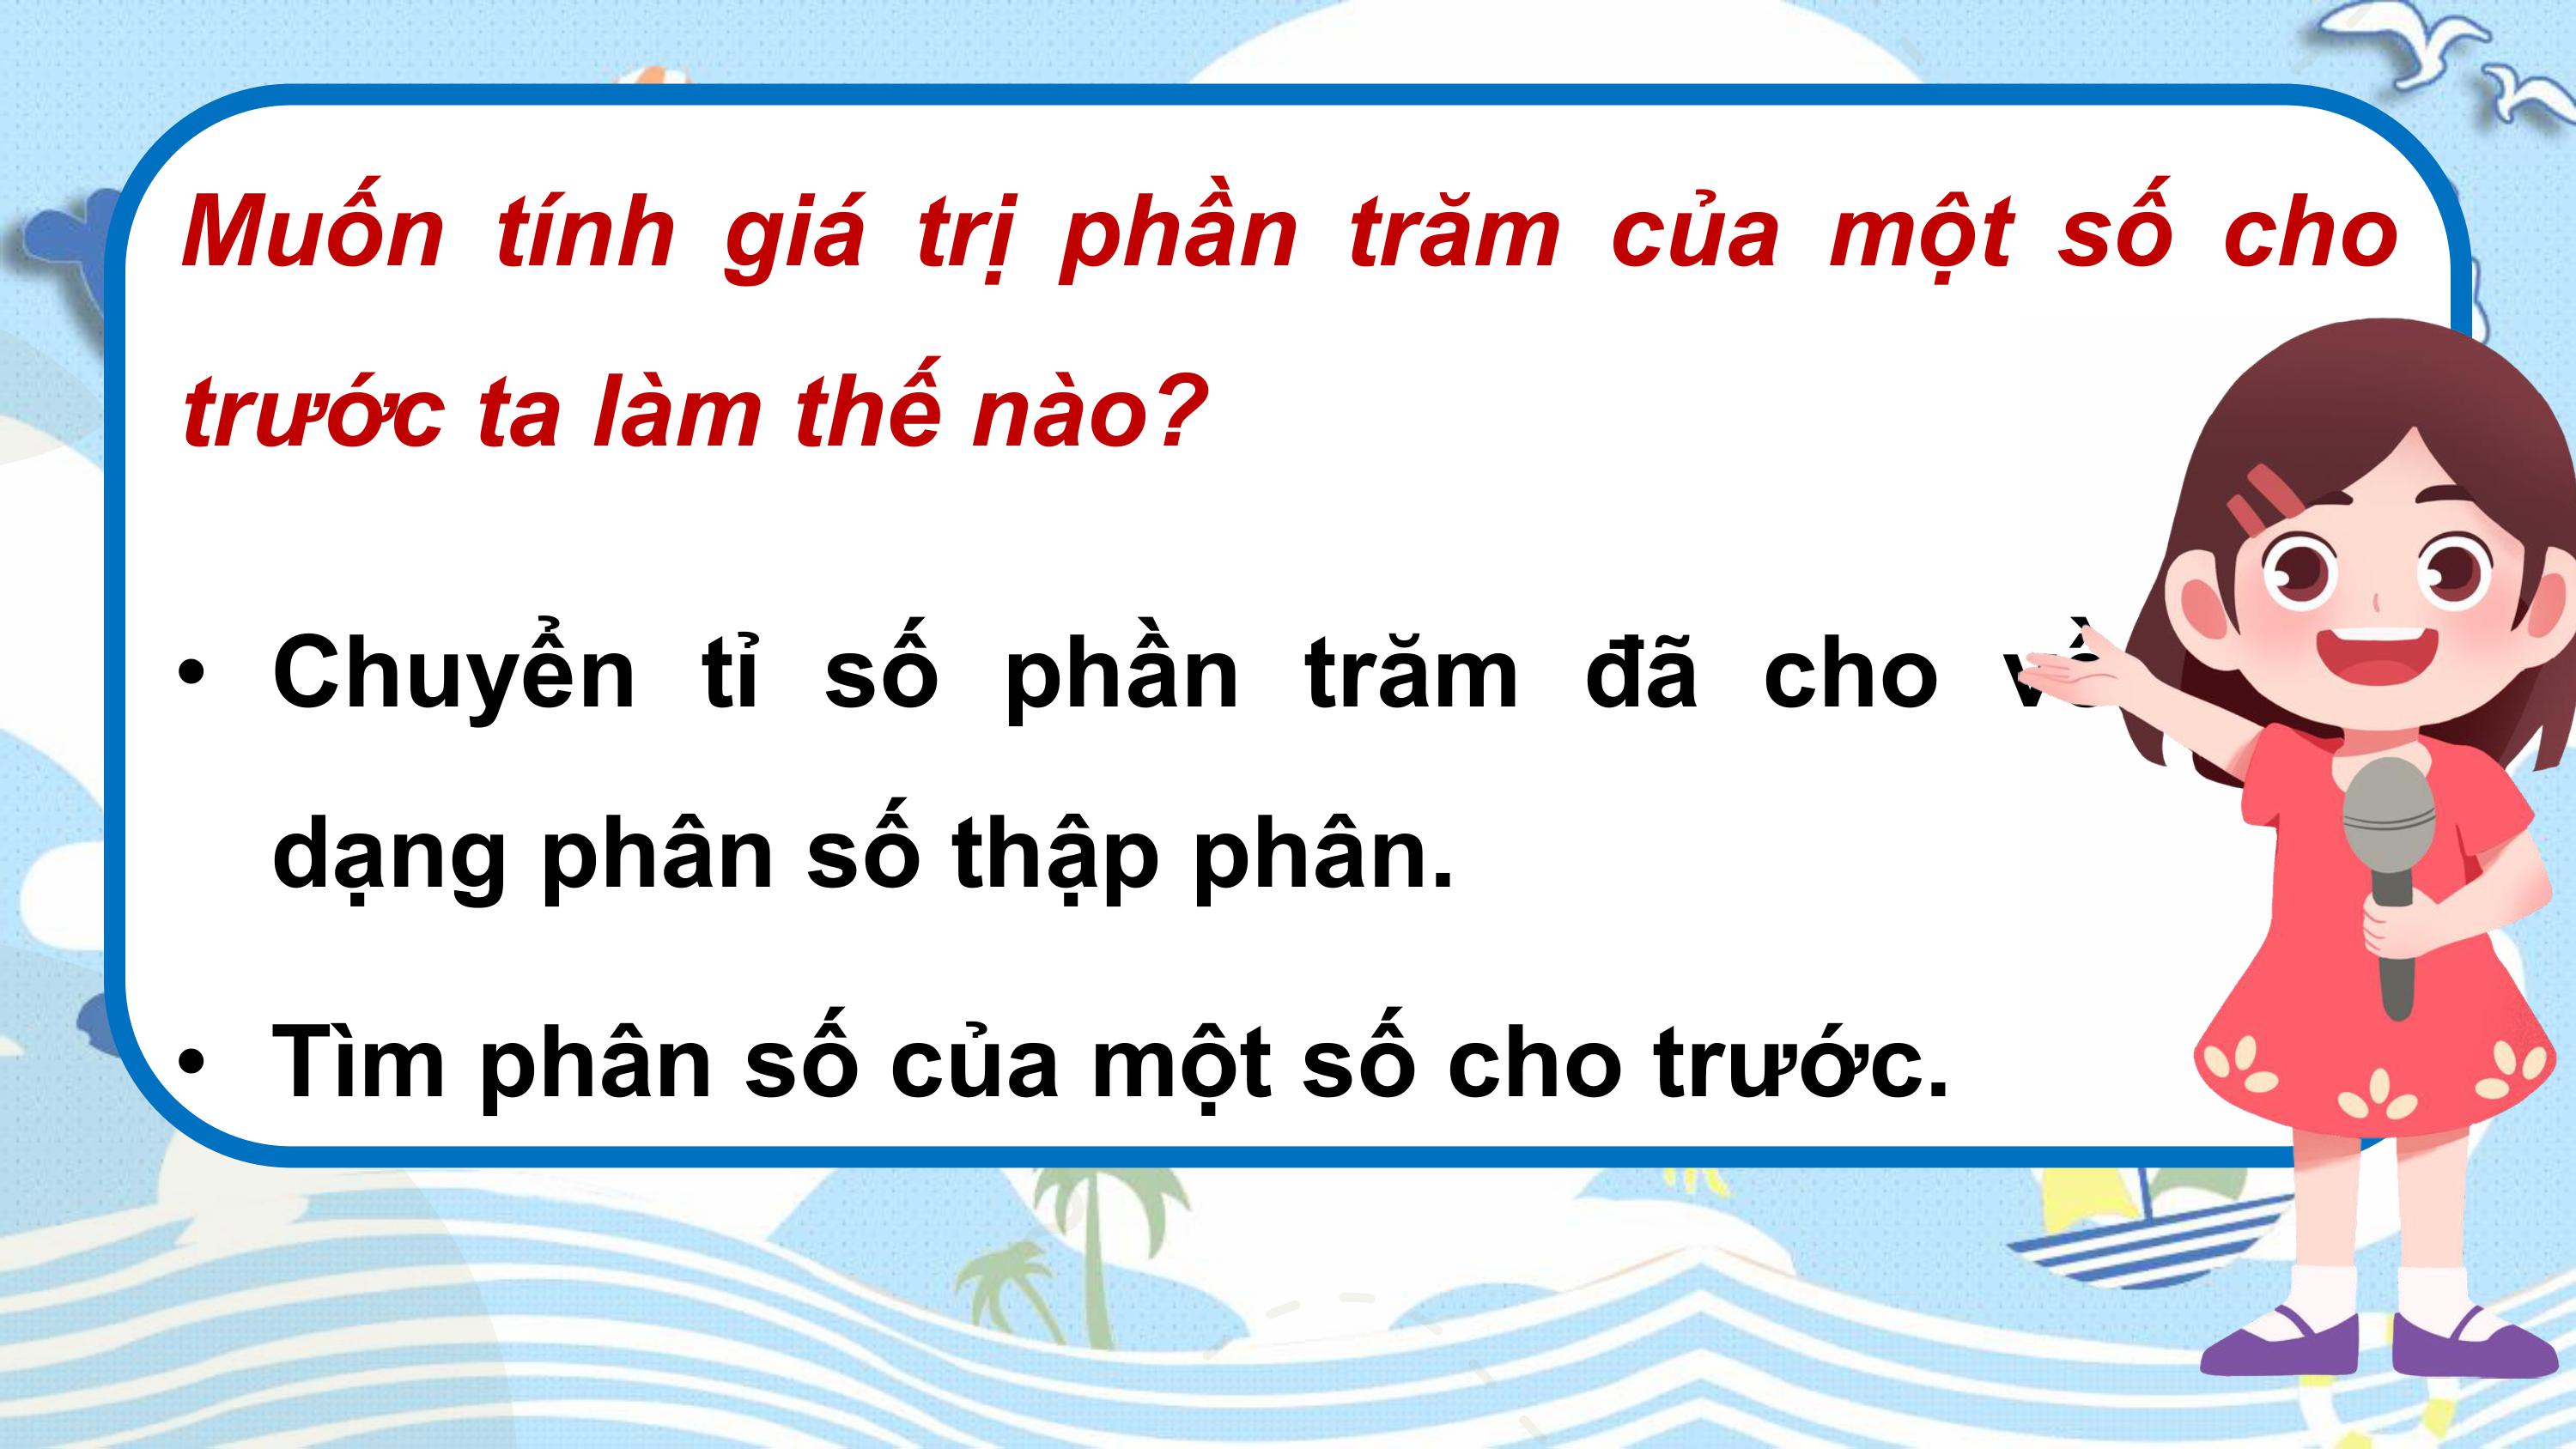 Muốn tính giá trị phần trăm của một số cho
trước ta làm thế nào?
• Chuyển tỉ số phần trăm đã cho về
dạng phân số thập phân.
• Tìm phân số của một số cho trước.